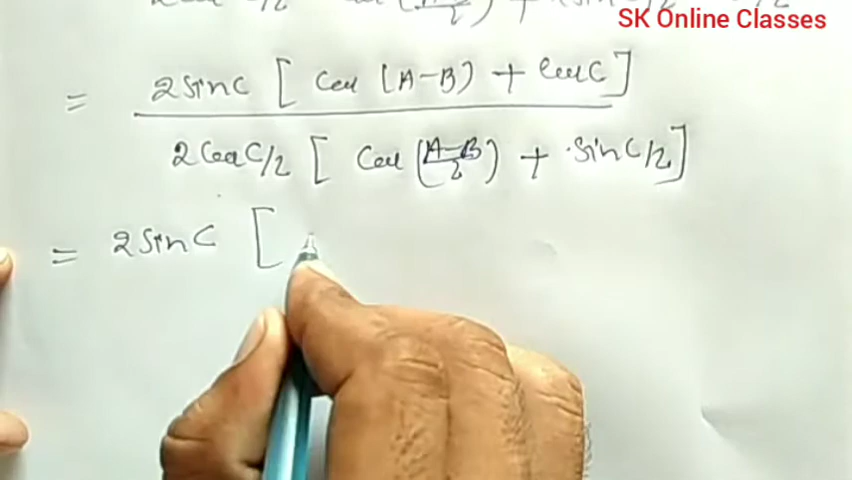 SK Online Classes
= 2sinC [ Cos (A-B) + CosC ]
2CosC/2 [ Cos (A-B/2) + SinC/2 ]
= 2sinC [